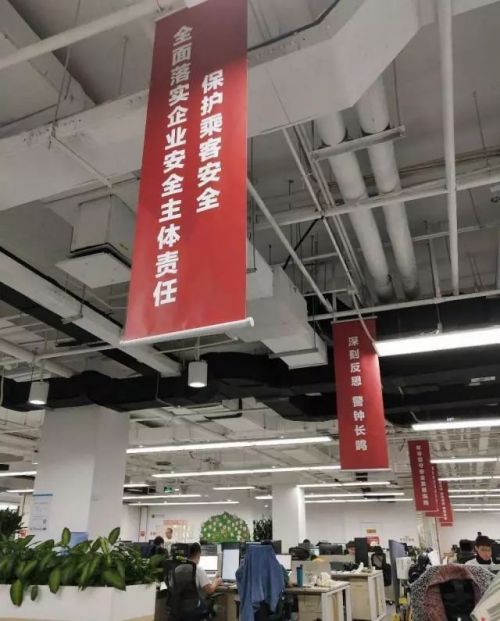 保护乘客安全
全面落实企业安全主体责任
深刻反思 警钟长鸣